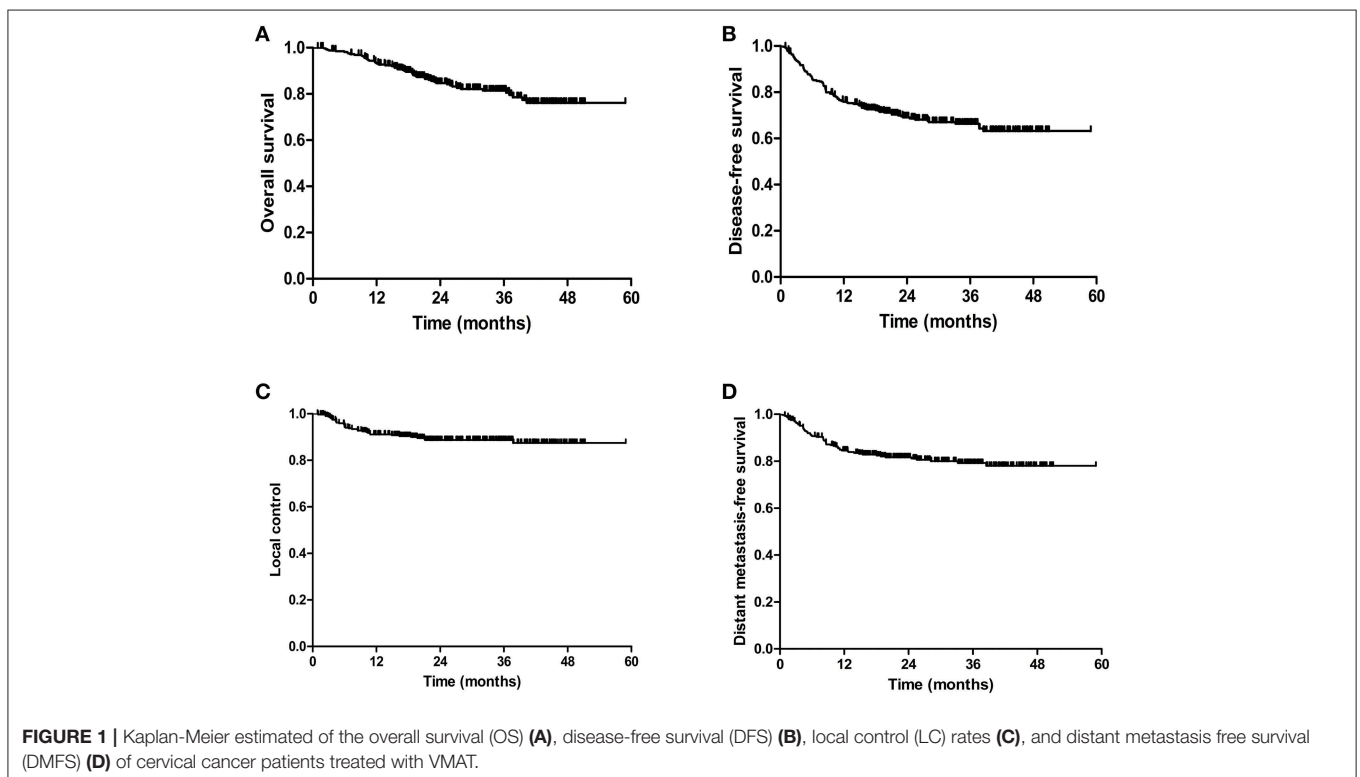 A
1.0
0.8
0.6
0.4
0.2
0.0
Overall survival
0 12 24 36 48 60
Time (months)
B
1.0
0.8
0.6
0.4
0.2
0.0
Disease-free survival
0 12 24 36 48 60
Time (months)
C
1.0
0.8
0.6
0.4
0.2
0.0
Local control
0 12 24 36 48 60
Time (months)
D
1.0
0.8
0.6
0.4
0.2
0.0
Distant metastasis-free survival
0 12 24 36 48 60
Time (months)
FIGURE 1 | Kaplan-Meier estimated of the overall survival (OS) (A), disease-free survival (DFS) (B), local control (LC) rates (C), and distant metastasis free survival
(DMFS) (D) of cervical cancer patients treated with VMAT.